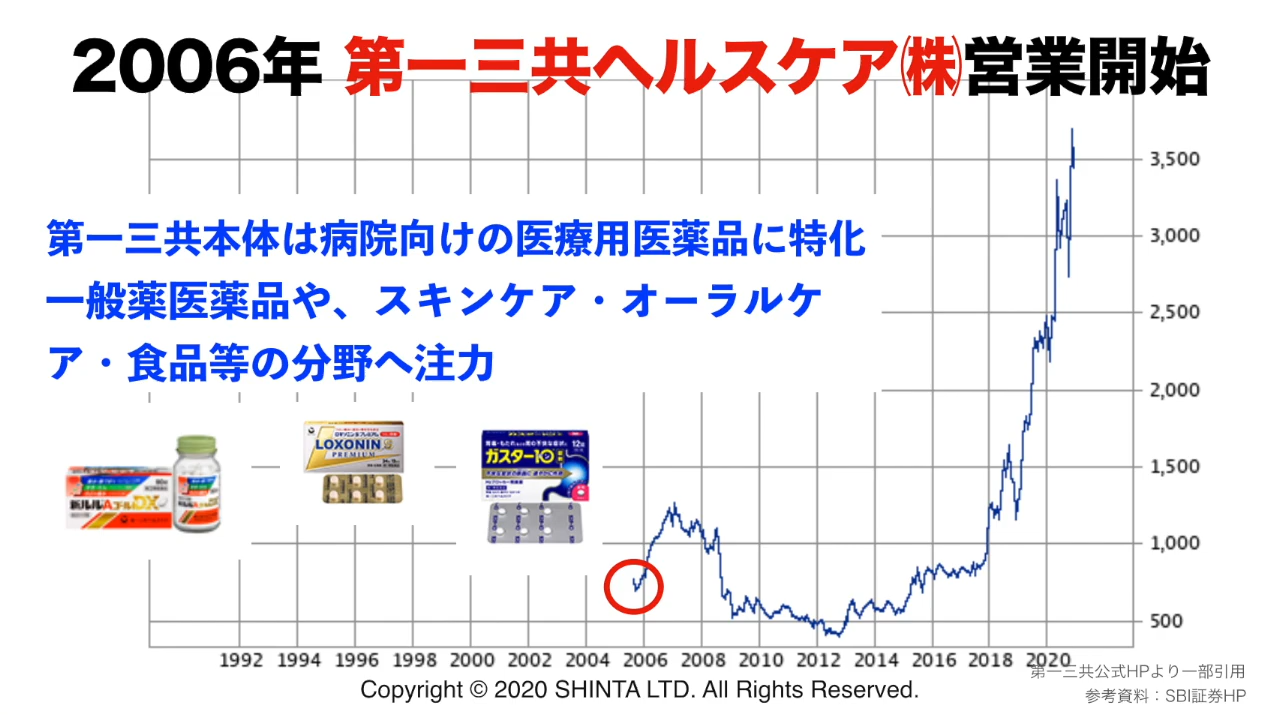 2006年 第一三共ヘルスケア㈱営業開始
第一三共本体は病院向けの医療用医薬品に特化
一般薬医薬品や、スキンケア・オーラルケ
ア・食品等の分野へ注力
3,500
3,000
2,500
2,000
1,500
1,000
500
新ルルAゴールドDX
LOXONIN
PREMIUM
ガスター10
12錠
1992 1994 1996 1998 2000 2002 2004 2006 2008 2010 2012 2014 2016 2018 2020
第一三共公式HPより一部引用
Copyright © 2020 SHINTA LTD. All Rights Reserved.
参考資料：SBI証券HP